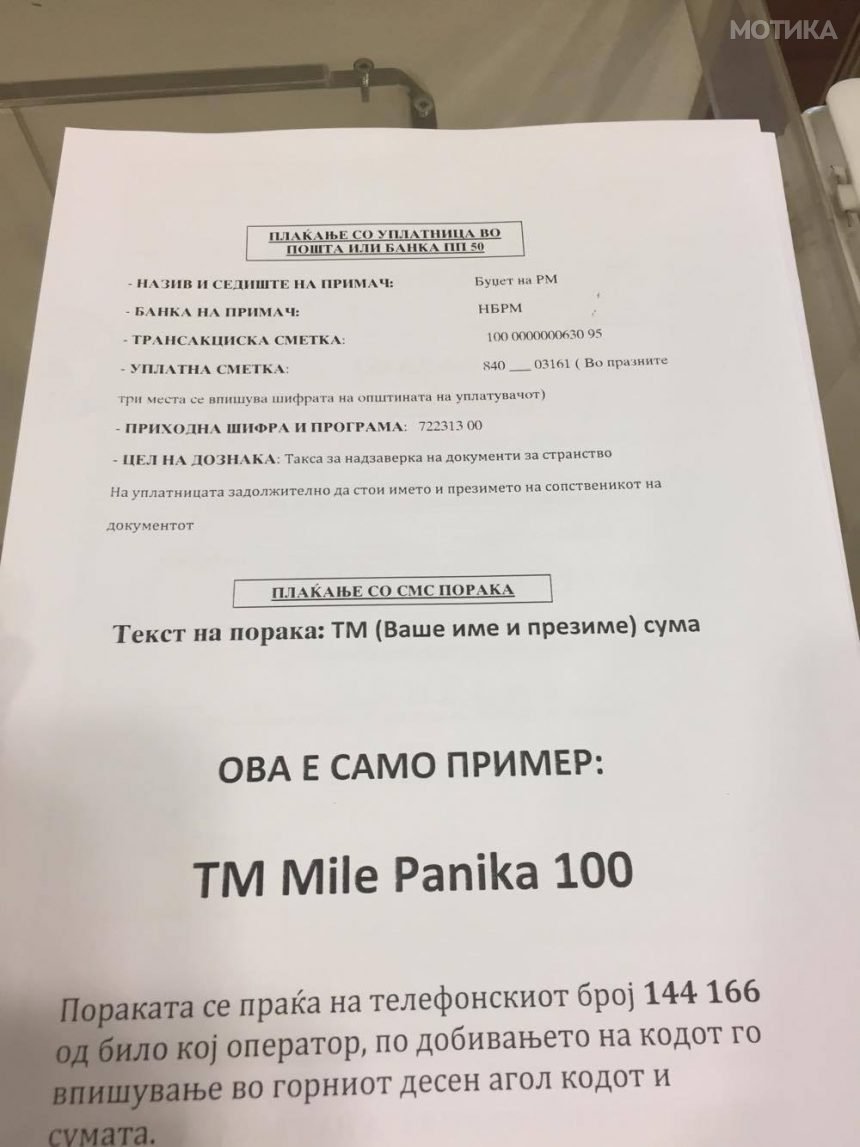 МОТИКА
ПЛАЌАЊЕ СО УПЛАТНИЦА ВО
ПОШТА ИЛИ БАНКА ПП 50
- НАЗИВ И СЕДИШТЕ НА ПРИМАЧ: Буџет на РМ
- БАНКА НА ПРИМАЧ: НБРМ
- ТРАНСАКЦИСКА СМЕТКА: 100 0000000630 95
- УПЛАТНА СМЕТКА: 840 ___ 03161 ( Во празните
три места се впишува шифрата на општината на уплатувачот)
- ПРИХОДНА ШИФРА И ПРОГРАМА: 722313 00
- ЦЕЛ НА ДОЗНАКА: Такса за надзаверка на документи за странство
На уплатницата задолжително да стои името и презимето на сопственикот на
документот
ПЛАЌАЊЕ СО СМС ПОРАКА
Текст на порака: ТМ (Ваше име и презиме) сума
ОВА Е САМО ПРИМЕР:
TM Mile Panika 100
Пораката се праќа на телефонскиот број 144 166
од било кој оператор, по добивањето на кодот го
впишување во горниот десен агол кодот и
сумата.